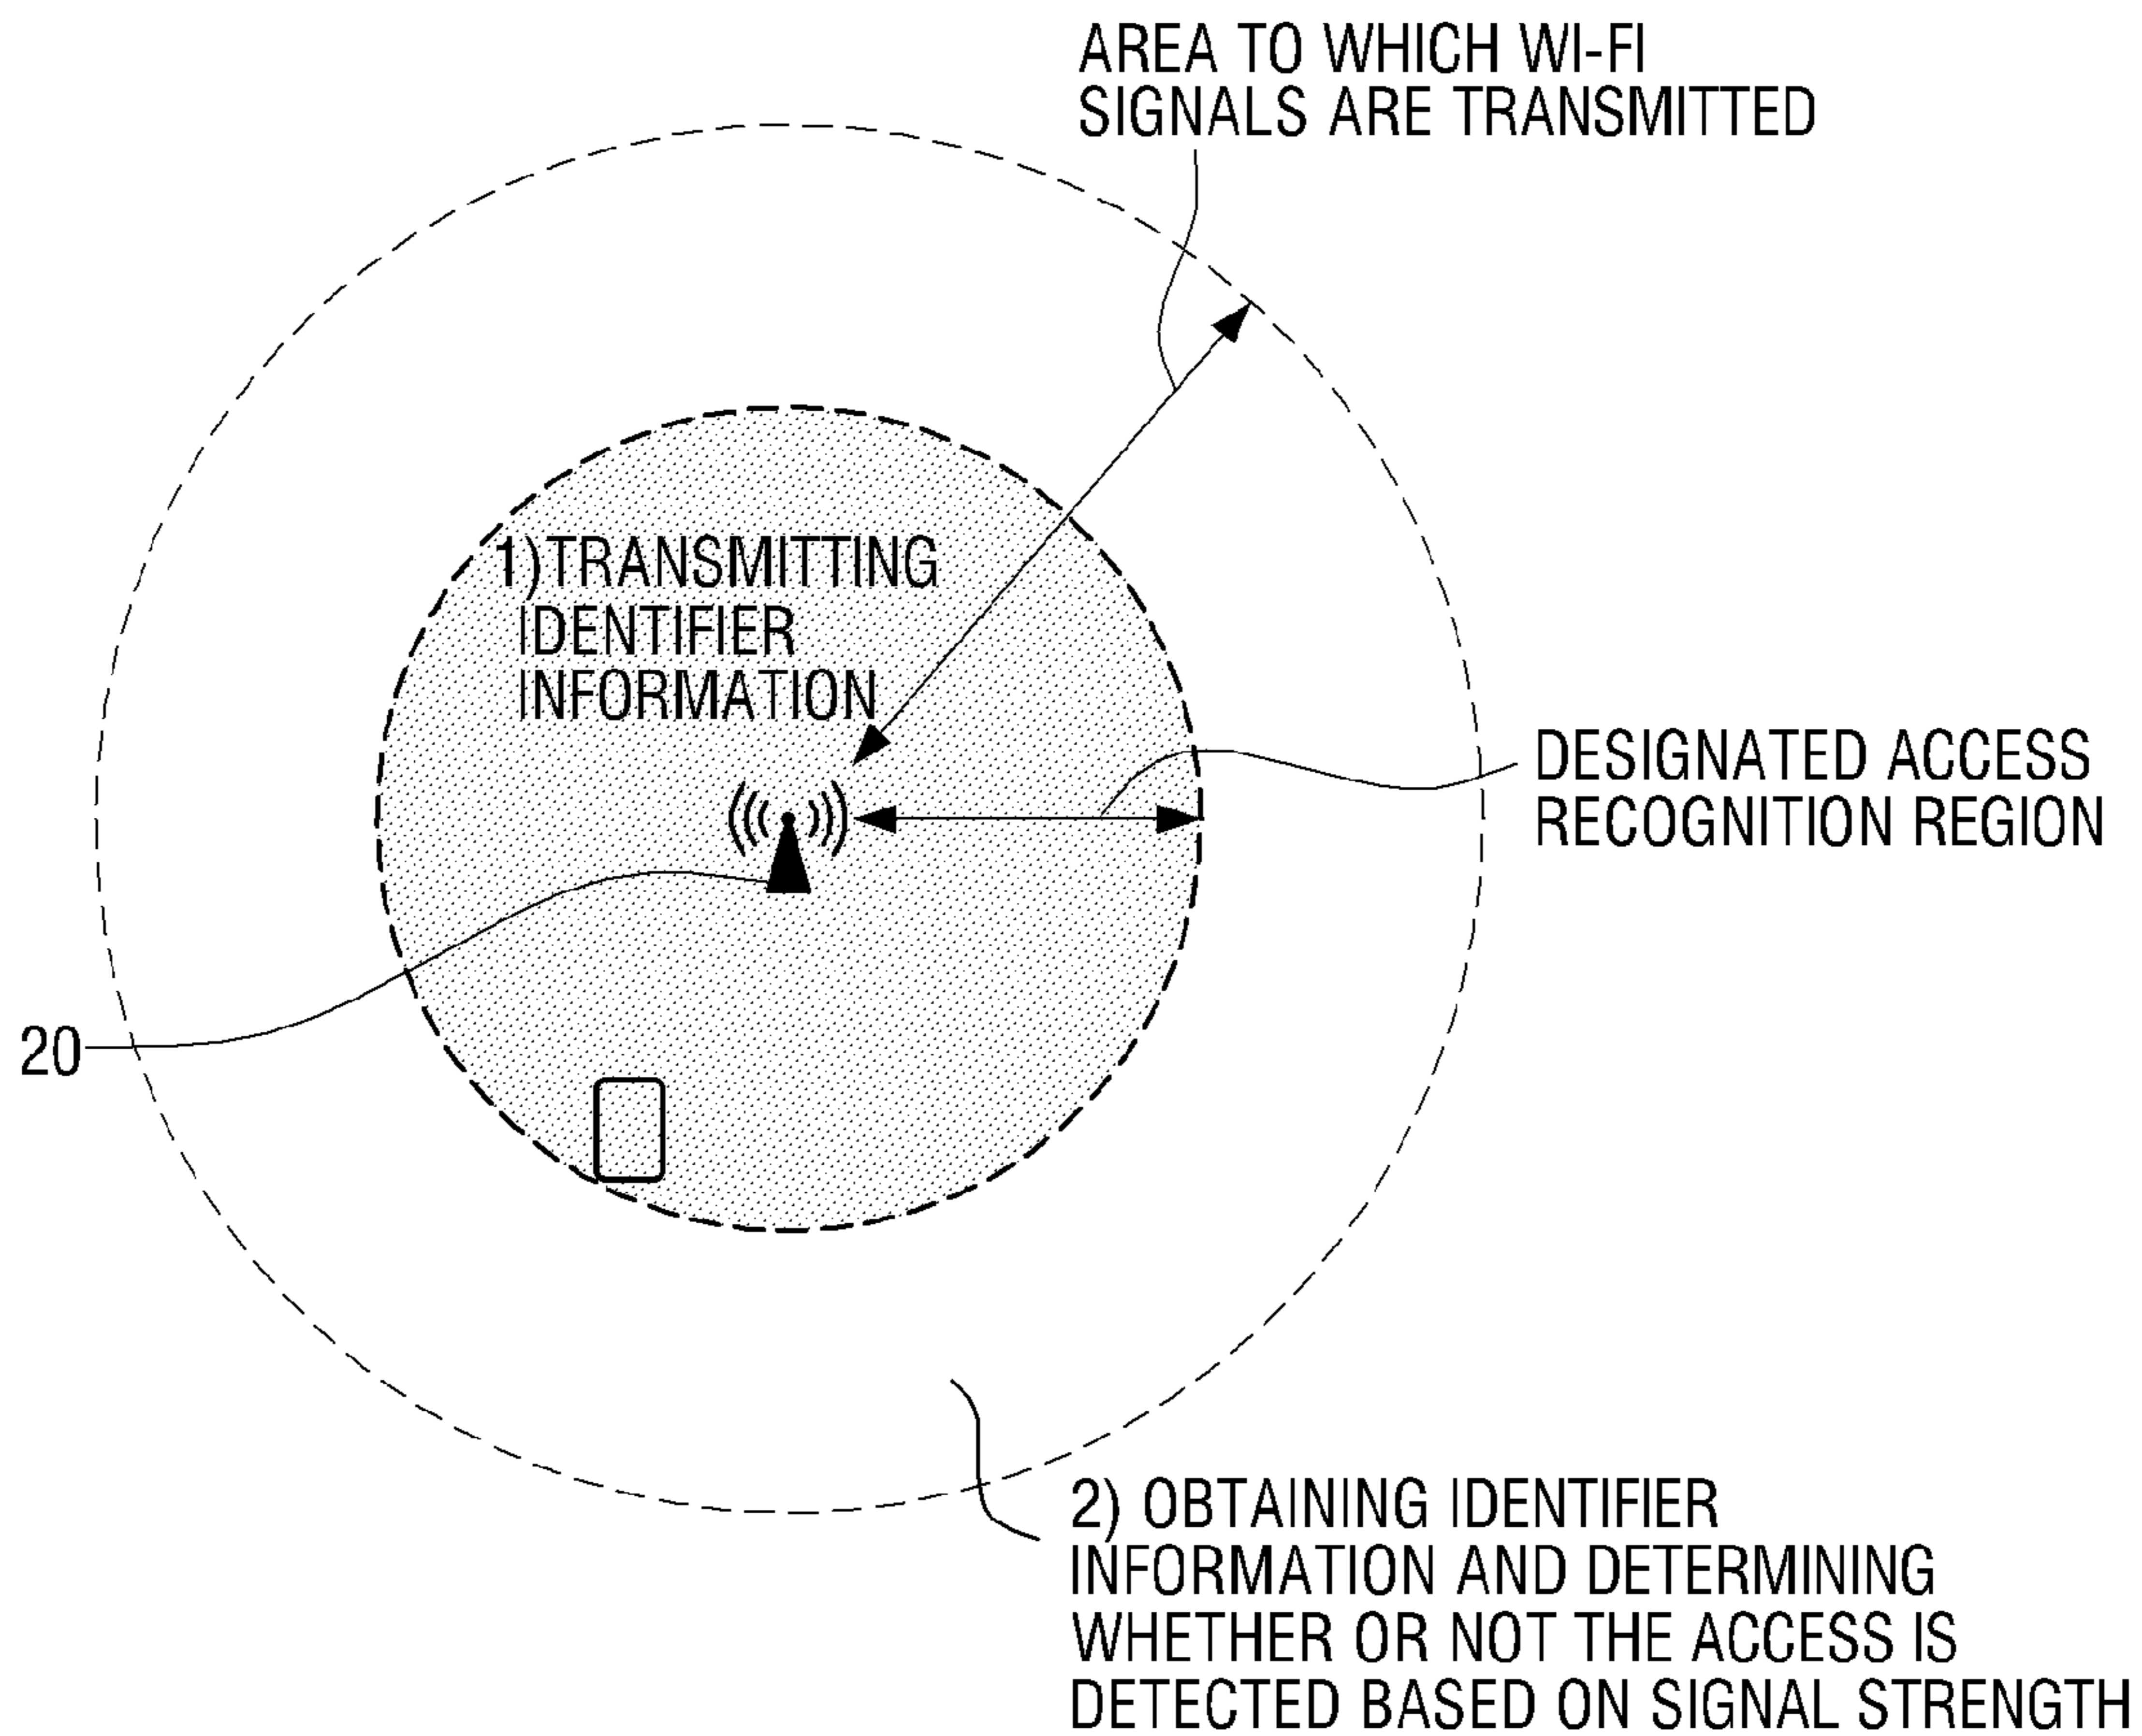 AREA TO WHICH WI-FI
SIGNALS ARE TRANSMITTED
1)TRANSMITTING
IDENTIFIER
INFORMATION
DESIGNATED ACCESS
RECOGNITION REGION
20
2) OBTAINING IDENTIFIER
INFORMATION AND DETERMINING
WHETHER OR NOT THE ACCESS IS
DETECTED BASED ON SIGNAL STRENGTH